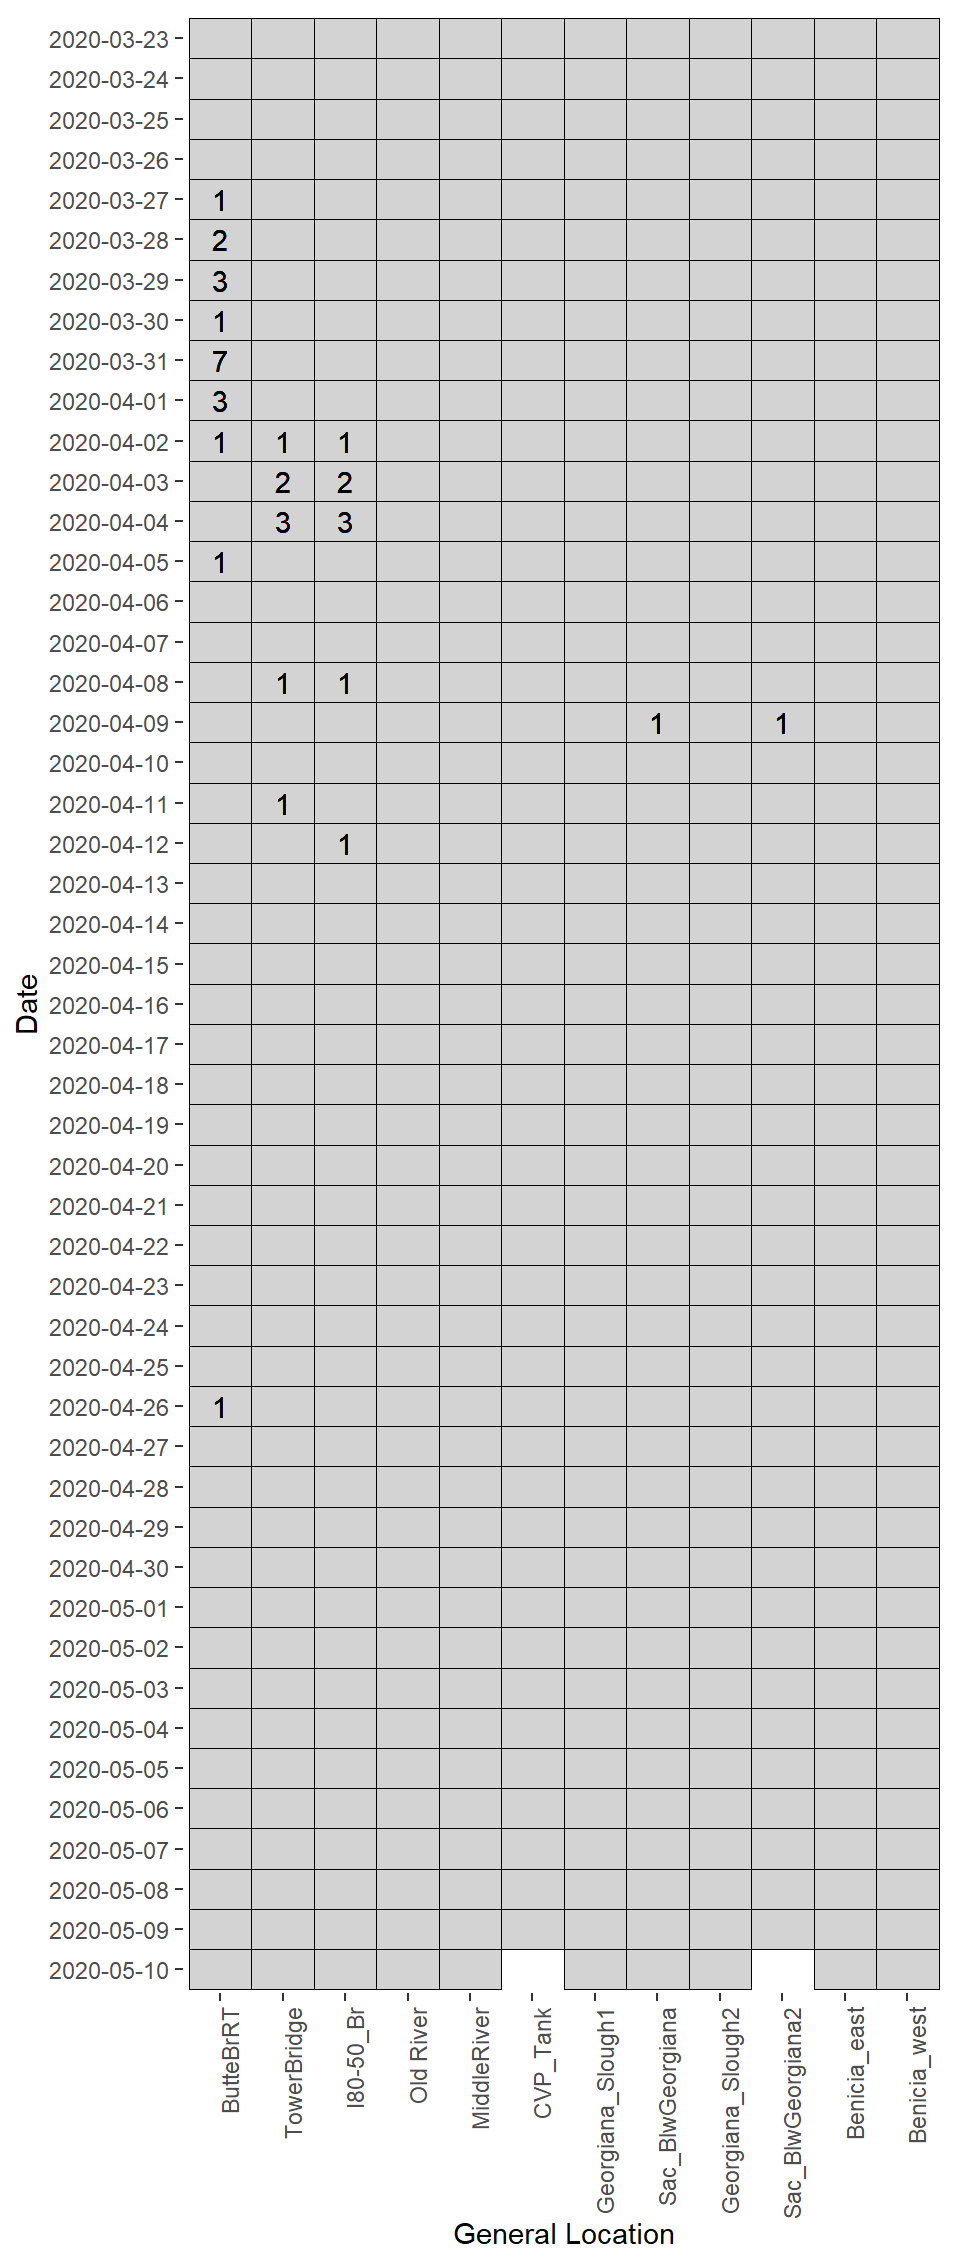 2020-03-23
2020-03-24
2020-03-25
2020-03-26
2020-03-27 1
2020-03-28 2
2020-03-29 3
2020-03-30 1
2020-03-31 7
2020-04-01 3
2020-04-02 1 1 1
2020-04-03 2 2
2020-04-04 3 3
2020-04-05 1
2020-04-06
2020-04-07
2020-04-08 1 1
2020-04-09 1 1
2020-04-10
2020-04-11 1
2020-04-12 1
2020-04-13
2020-04-14
2020-04-15
2020-04-16
2020-04-17
2020-04-18
2020-04-19
2020-04-20
2020-04-21
2020-04-22
2020-04-23
2020-04-24
2020-04-25
2020-04-26 1
2020-04-27
2020-04-28
2020-04-29
2020-04-30
2020-05-01
2020-05-02
2020-05-03
2020-05-04
2020-05-05
2020-05-06
2020-05-07
2020-05-08
2020-05-09
2020-05-10
Date
ButteBrRT
TowerBridge
I80-50_Br
Old River
MiddleRiver
CVP_Tank
Georgiana_Slough1
Sac_BlwGeorgiana
Georgiana_Slough2
Sac_BlwGeorgiana2
Benicia_east
Benicia_west
General Location